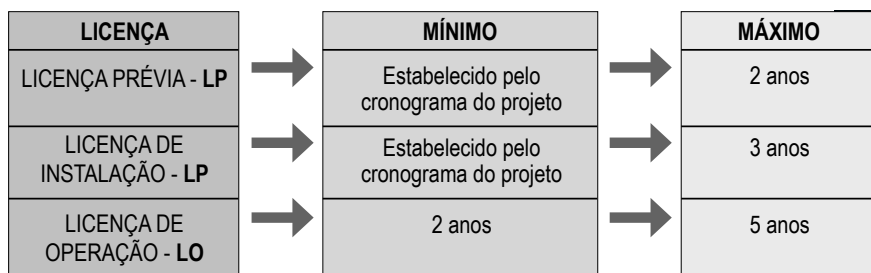 LICENÇA
MÍNIMO
MÁXIMO
LICENÇA PRÉVIA - LP
Estabelecido pelo
cronograma do projeto
2 anos
LICENÇA DE
INSTALAÇÃO - LP
Estabelecido pelo
cronograma do projeto
3 anos
LICENÇA DE
OPERAÇÃO - LO
2 anos
5 anos